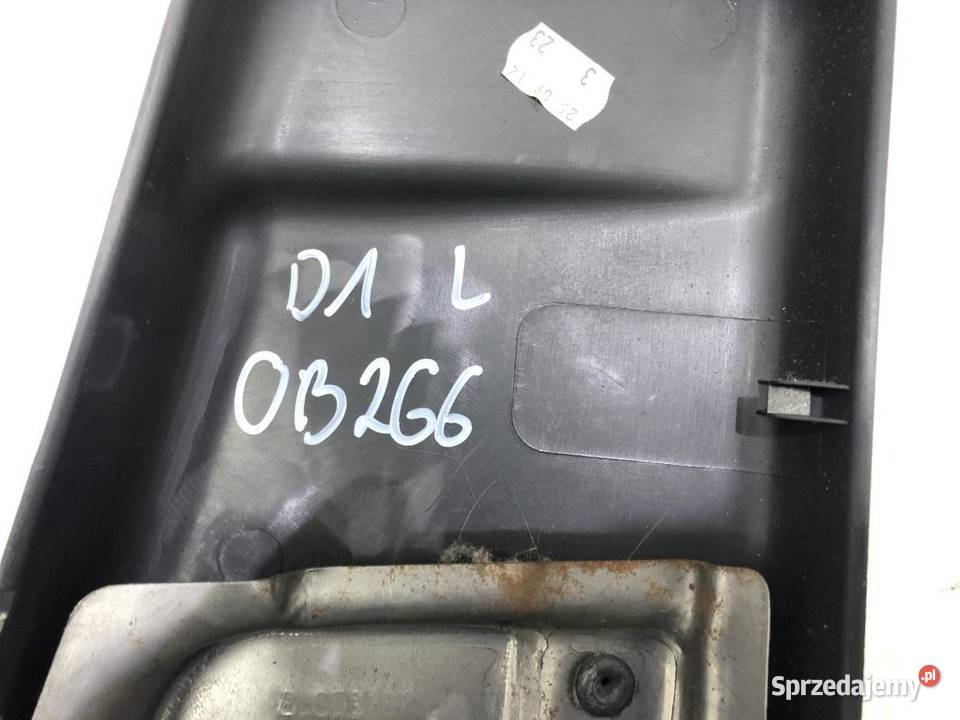 23
3
D1 L
OB2G6
Sprzedajemy.pl